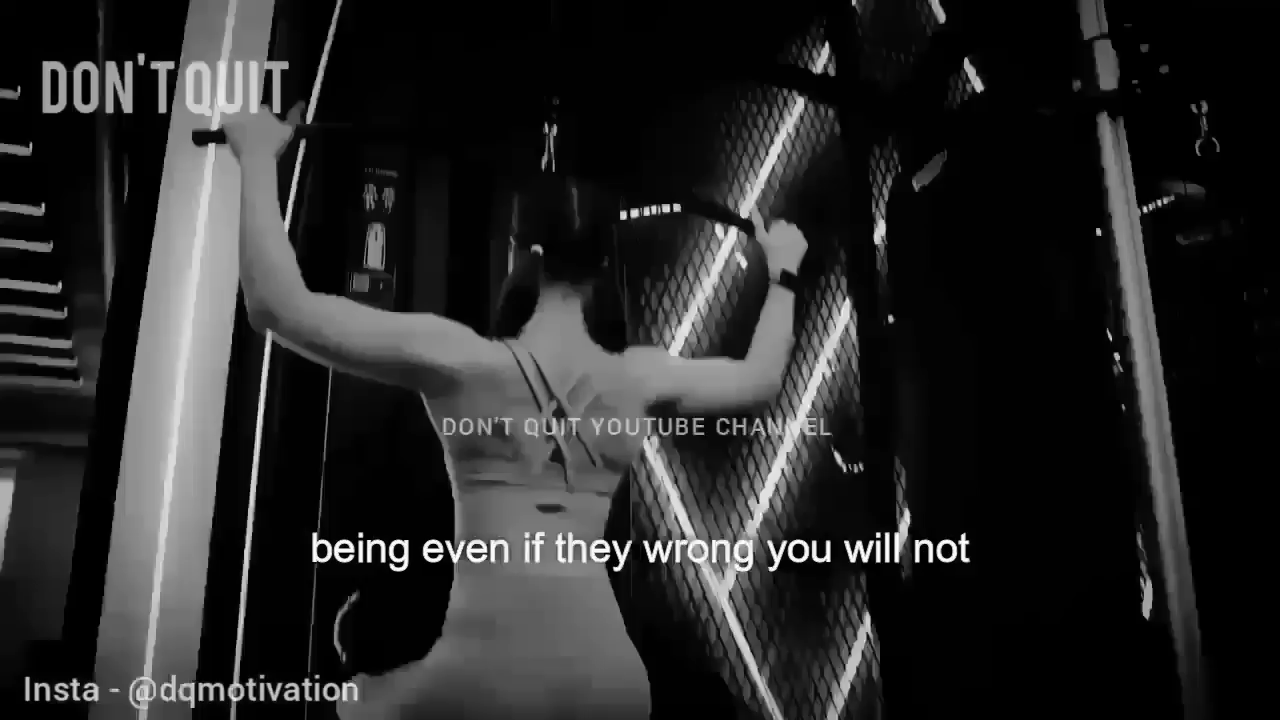 DON'T QUIT
DON'T QUIT YOUTUBE CHANNEL
being even if they wrong you will not
Insta - @dqmotivation